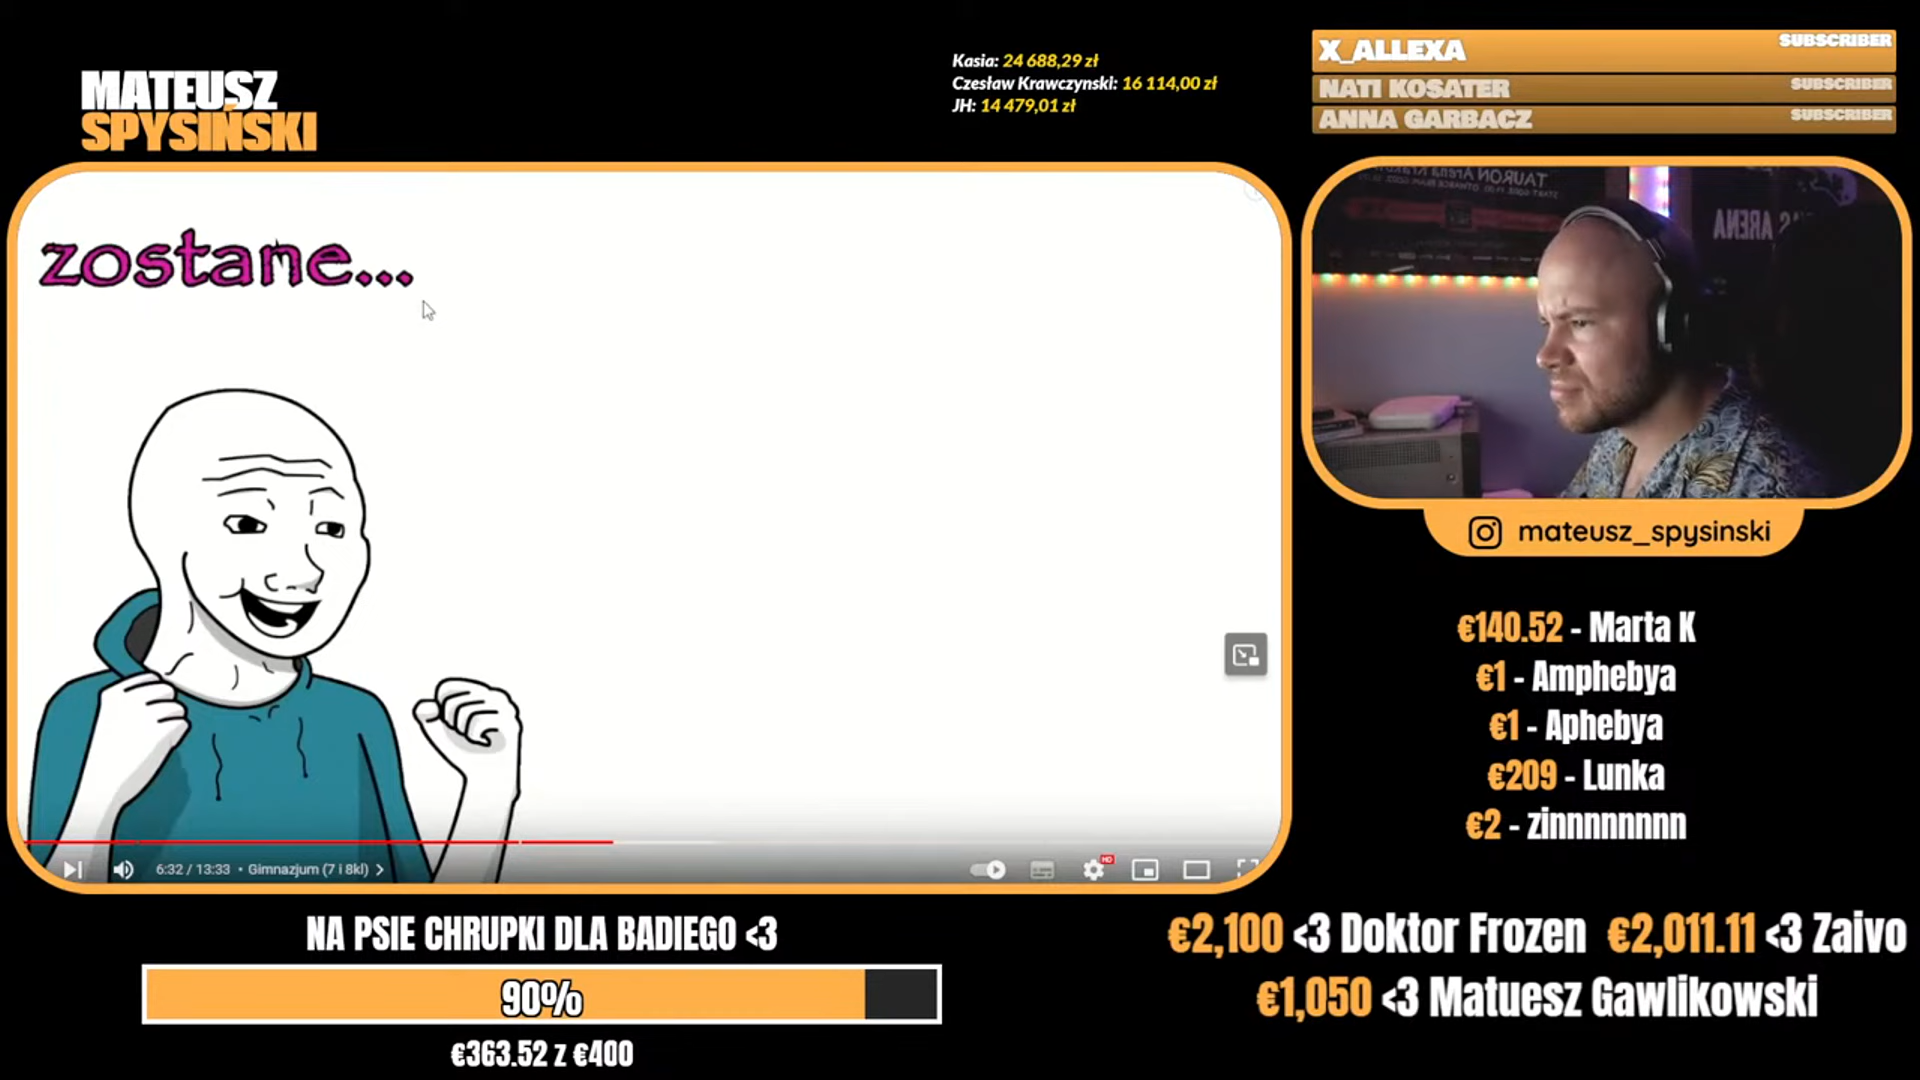 MATEUSZ
SPYSIŃSKI
Kasia: 24 688,29 zł
Czesław Krawczynski: 16 114,00 zł
JH: 14 479,01 zł
X_ALLEXA SUBSCRIBER
NATI KOSATER SUBSCRIBER
ANNA GARBACZ SUBSCRIBER
zostane...
TAURON Arena
ARENA
mateusz_spysinski
€140.52 - Marta K
€1 - Amphebya
€1 - Aphebya
€209 - Lunka
€2 - zinnnnnnnn
6:32 / 13:33 • Gimnazjum (7 i 8kl) >
HD
NA PSIE CHRUPKI DLA BADIEGO <3
90%
€363.52 z €400
€2,100 <3 Doktor Frozen €2,011.11 <3 Zaivo
€1,050 <3 Matuesz Gawlikowski